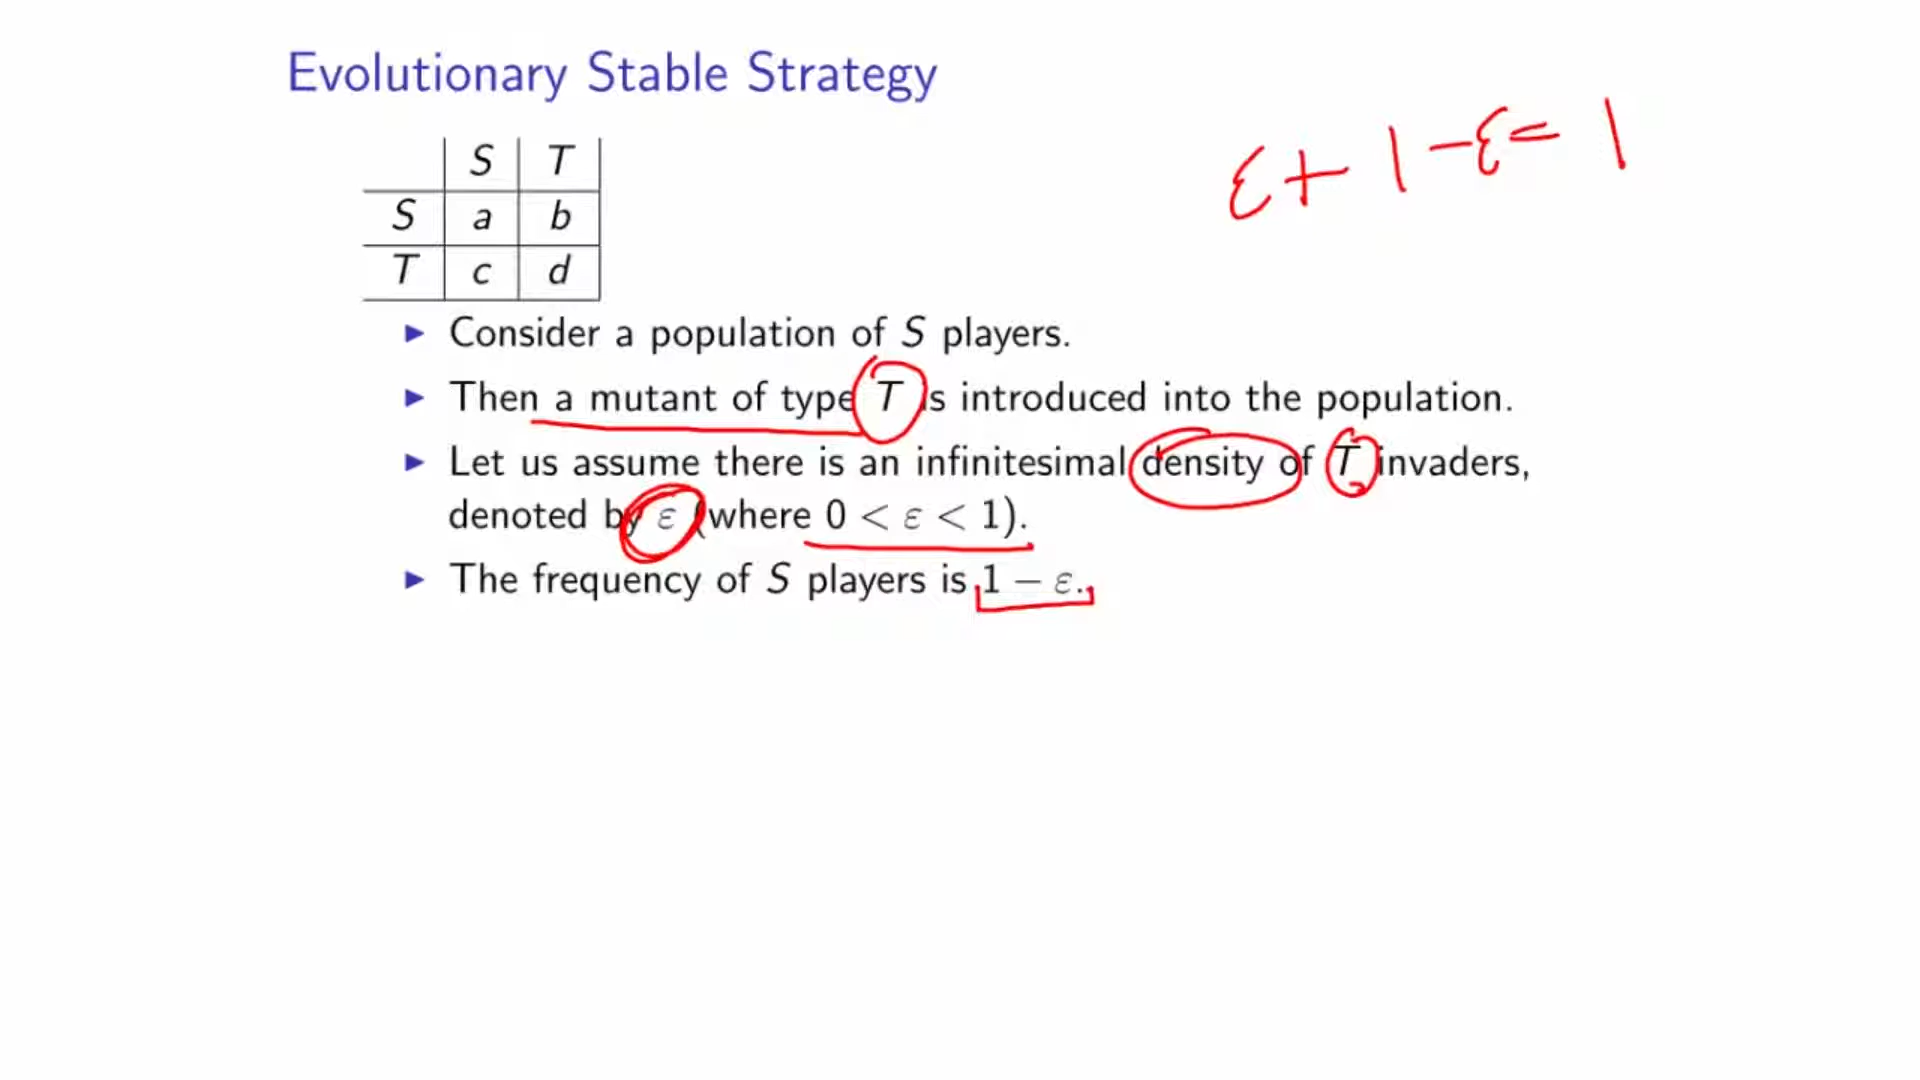 Evolutionary Stable Strategy
ε + 1 - ε = 1
S T
S a b
T c d
Consider a population of S players.
Then a mutant of type T is introduced into the population.
Let us assume there is an infinitesimal density of T invaders,
denoted by ε (where 0 < ε < 1).
The frequency of S players is 1 − ε.